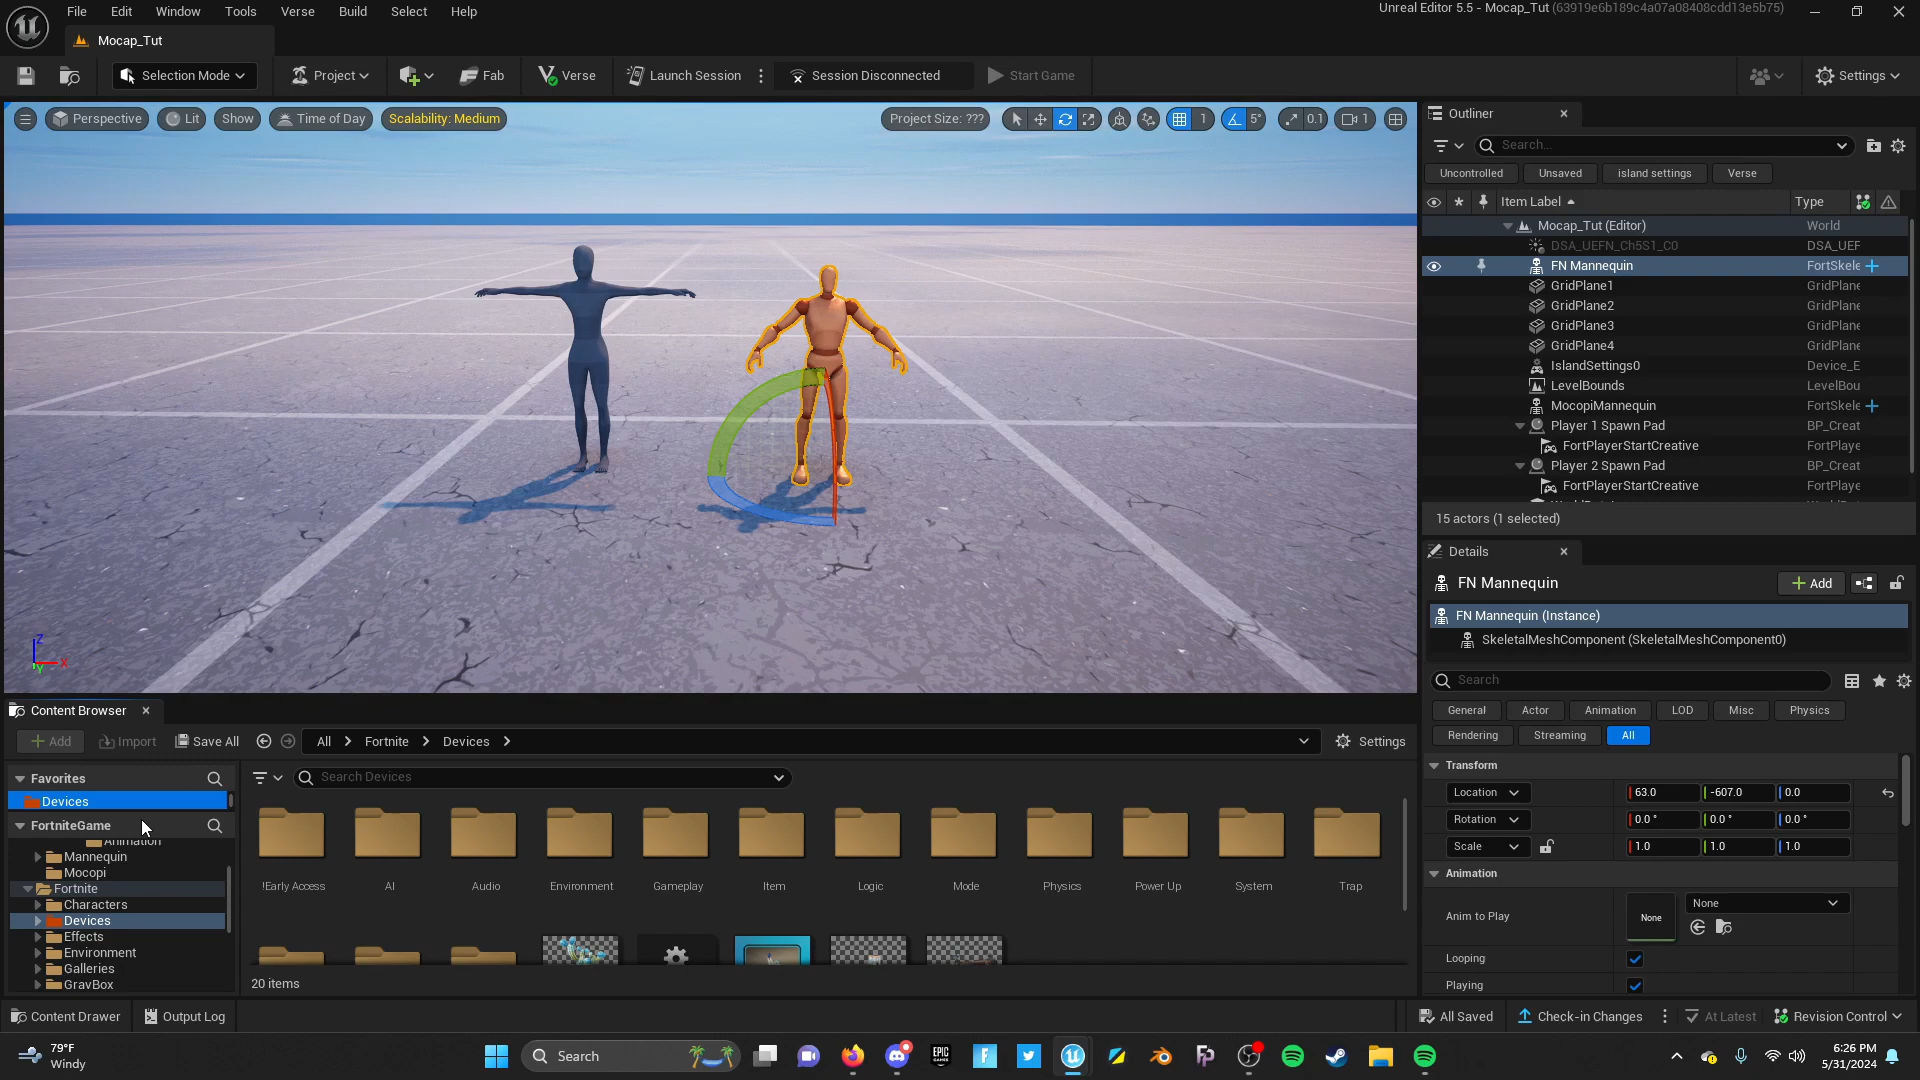 File Edit Window Tools Verse Build Select Help
Unreal Editor 5.5 - Mocap_Tut (63919e6b189c4a07a08408cdd13e5b75)
Mocap_Tut
Selection Mode Project Fab Verse Launch Session Session Disconnected Start Game Settings
Perspective Lit Show Time of Day Scalability: Medium Project Size: ??? 1 5° 0.1 1
Z
X
Y
Outliner
Search...
Uncontrolled Unsaved island settings Verse
Item Label Type
Mocap_Tut (Editor) World
DSA_UEFN_Ch5S1_C0 DSA_UEF
FN Mannequin FortSkele
GridPlane1 GridPlane
GridPlane2 GridPlane
GridPlane3 GridPlane
GridPlane4 GridPlane
IslandSettings0 Device_E
LevelBounds LevelBou
MocopiMannequin FortSkele
Player 1 Spawn Pad BP_Creat
FortPlayerStartCreative FortPlaye
Player 2 Spawn Pad BP_Creat
FortPlayerStartCreative FortPlaye
15 actors (1 selected)
Details
FN Mannequin Add
FN Mannequin (Instance)
SkeletalMeshComponent (SkeletalMeshComponent0)
Search
General Actor Animation LOD Misc Physics
Rendering Streaming All
Transform
Location 63.0 -607.0 0.0
Rotation 0.0 ° 0.0 ° 0.0 °
Scale 1.0 1.0 1.0
Animation
Anim to Play None None
Looping
Playing
Content Browser
Add Import Save All All Fortnite Devices Settings
Favorites
Devices
FortniteGame
Animation
Mannequin
Mocopi
Fortnite
Characters
Devices
Effects
Environment
Galleries
GravBox
Search Devices
!Early Access AI Audio Environment Gameplay Item Logic Mode Physics Power Up System Trap
20 items
Content Drawer Output Log All Saved Check-in Changes At Latest Revision Control
79°F
Windy
Search
EPIC
GAMES
6:26 PM
5/31/2024